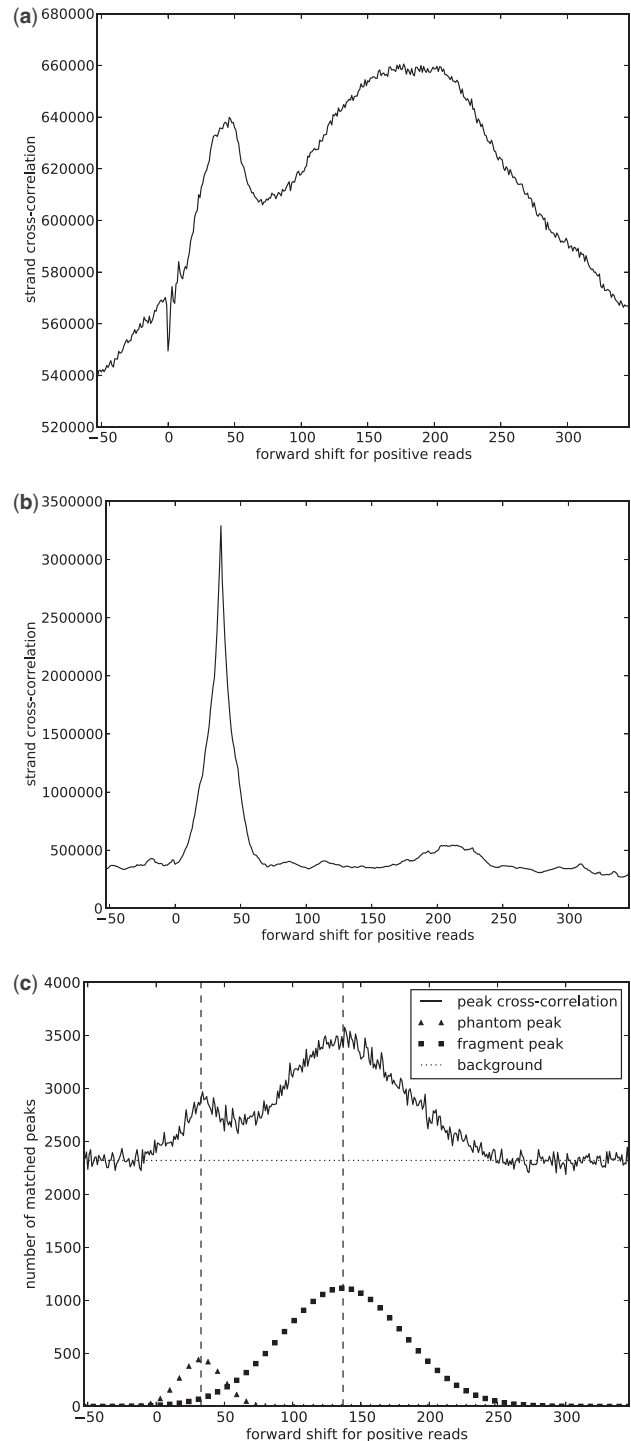 (a)
680000
660000
640000
620000
600000
580000
560000
540000
520000
strand cross-correlation
−50 0 50 100 150 200 250 300
forward shift for positive reads
(b)
3500000
3000000
2500000
2000000
1500000
1000000
500000
0
strand cross-correlation
−50 0 50 100 150 200 250 300
forward shift for positive reads
(c)
4000
3500
3000
2500
2000
1500
1000
500
0
number of matched peaks
peak cross-correlation
phantom peak
fragment peak
background
−50 0 50 100 150 200 250 300
forward shift for positive reads